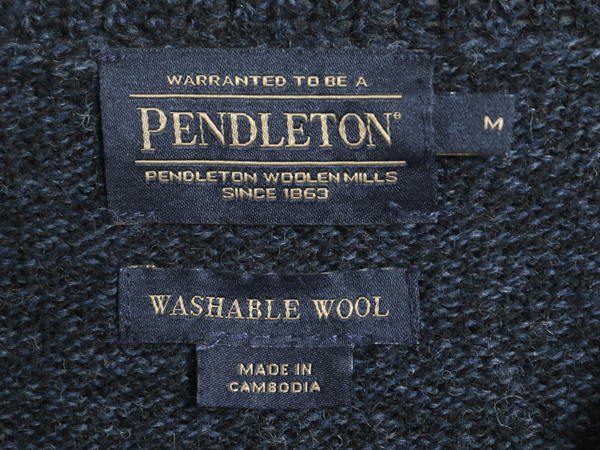 WARRANTED TO BE A
PENDLETON®
M
PENDLETON WOOLEN MILLS
SINCE 1863
WASHABLE WOOL
MADE IN
CAMBODIA